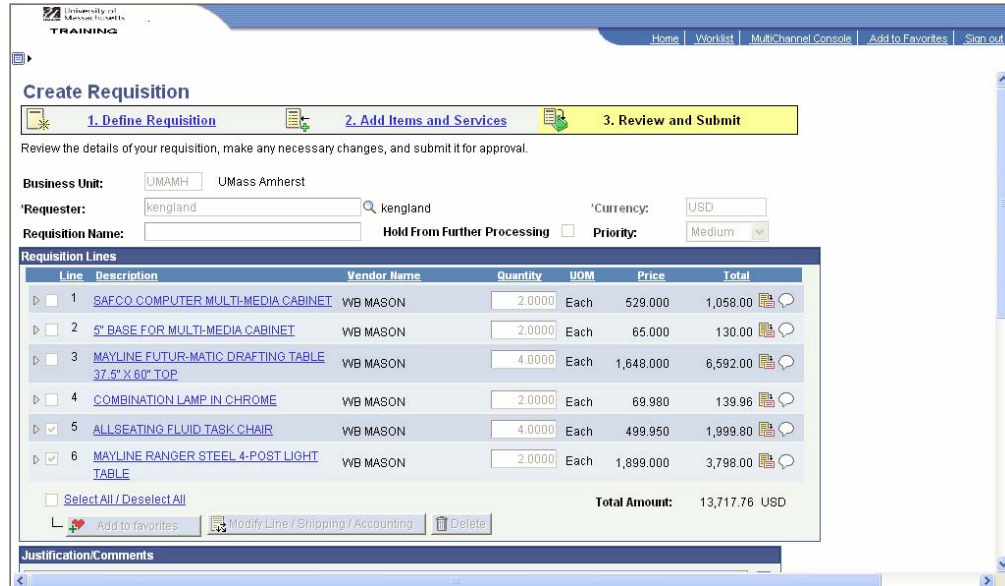 University of
Massachusetts
TRAINING
Home | Worklist | MultiChannel Console | Add to Favorites | Sign out
Create Requisition
1. Define Requisition 2. Add Items and Services 3. Review and Submit
Review the details of your requisition, make any necessary changes, and submit it for approval.
Business Unit: UMAMH UMass Amherst
*Requester: kengland kengland *Currency: USD
Requisition Name: Hold From Further Processing Priority: Medium
Requisition Lines
Line Description Vendor Name Quantity UOM Price Total
1 SAFCO COMPUTER MULTI-MEDIA CABINET WB MASON 2.0000 Each 529.000 1,058.00
2 5" BASE FOR MULTI-MEDIA CABINET WB MASON 2.0000 Each 65.000 130.00
3 MAYLINE FUTUR-MATIC DRAFTING TABLE 37.5" X 60" TOP WB MASON 4.0000 Each 1,648.000 6,592.00
4 COMBINATION LAMP IN CHROME WB MASON 2.0000 Each 69.980 139.96
5 ALLSEATING FLUID TASK CHAIR WB MASON 4.0000 Each 499.950 1,999.80
6 MAYLINE RANGER STEEL 4-POST LIGHT TABLE WB MASON 2.0000 Each 1,899.000 3,798.00
Select All / Deselect All Total Amount: 13,717.76 USD
Add to favorites Modify Line / Shipping / Accounting Delete
Justification/Comments